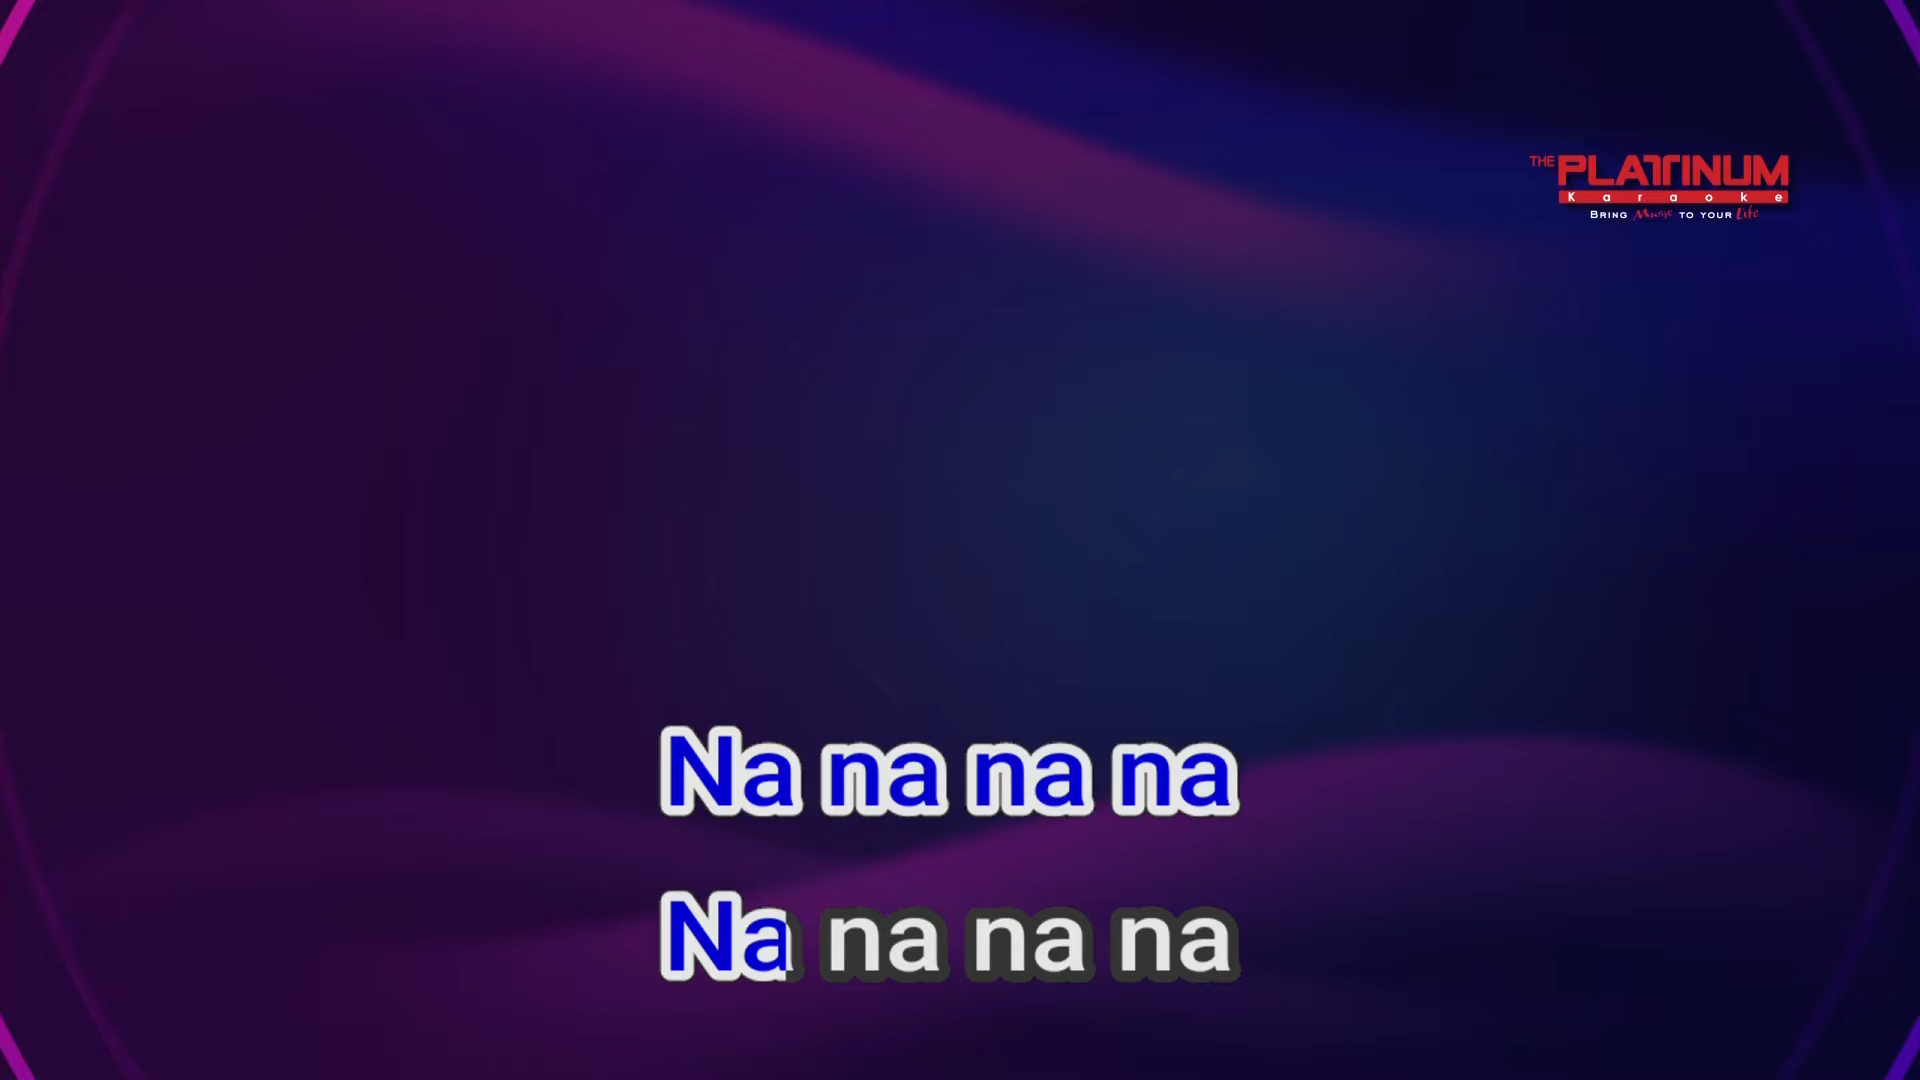 THE PLATINUM
Karaoke
BRING Music TO YOUR Life
Na na na na
Na na na na